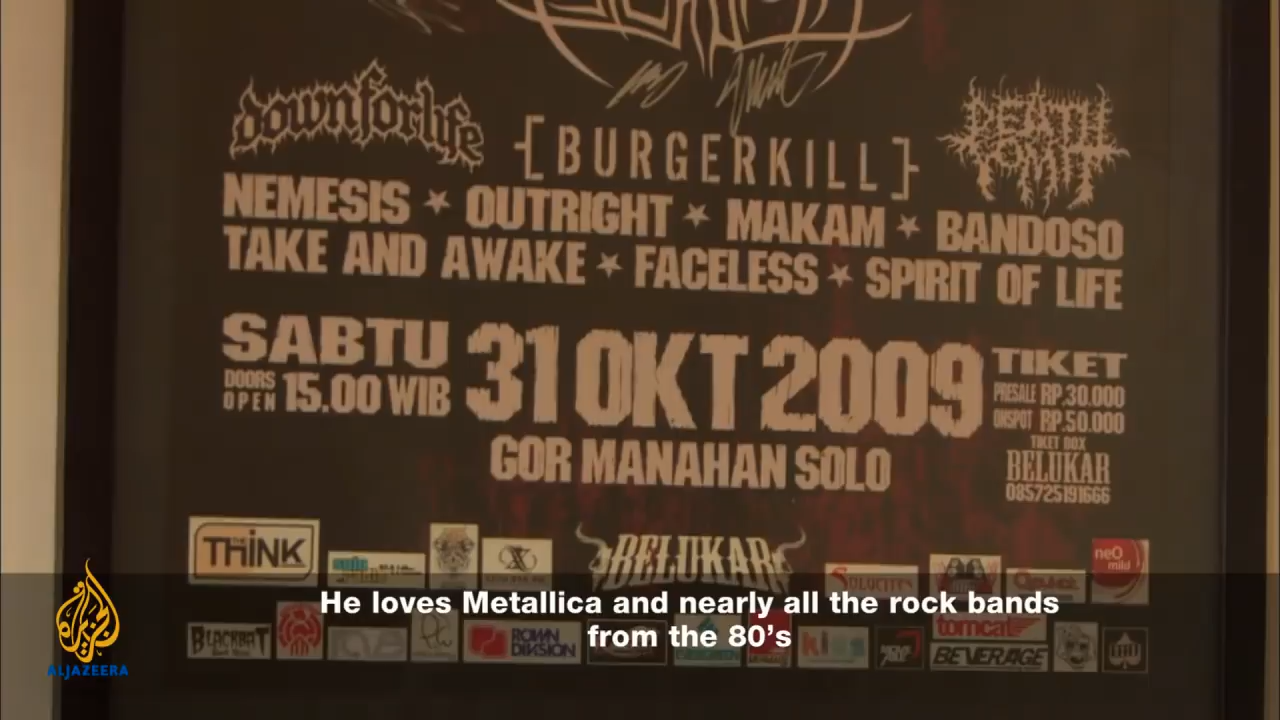 downforlife
[BURGERKILL]
DEATH VOMIT
NEMESIS ★ OUTRIGHT ★ MAKAM ★ BANDOSO
TAKE AND AWAKE ★ FACELESS ★ SPIRIT OF LIFE
SABTU
DOORS OPEN 15.00 WIB
31 OKT 2009
TIKET
PRESALE RP.30.000
ONSPOT RP.50.000
TIKET BOX
BELUKAR
085725191666
GOR MANAHAN SOLO
THINK
BELUKAR
neO mild
He loves Metallica and nearly all the rock bands
from the 80's
BLACKBAT
ROWN DIVISION
tomcat
BEVERAGE
ALJAZEERA